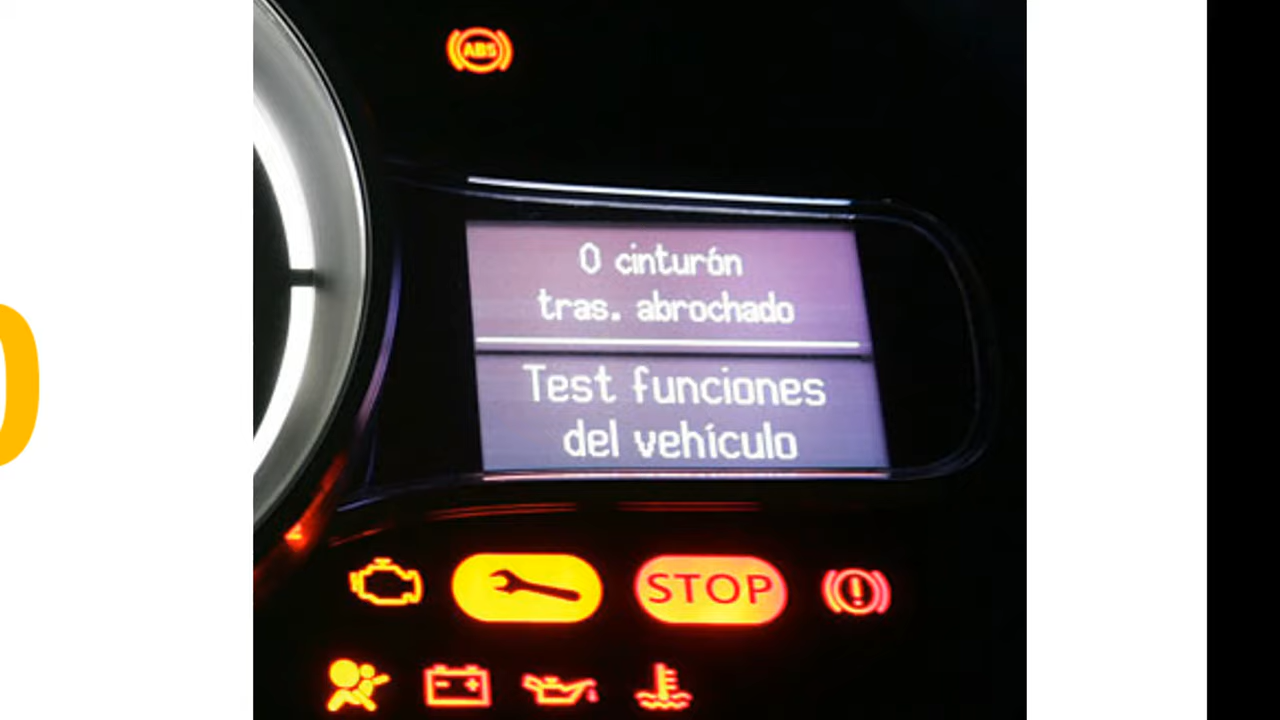 ABS
0 cinturón
tras. abrochado
Test funciones
del vehículo
STOP